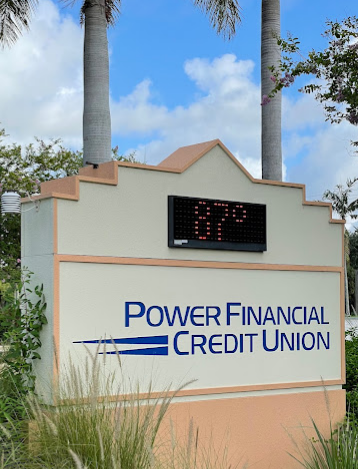 87°
POWER FINANCIAL
CREDIT UNION